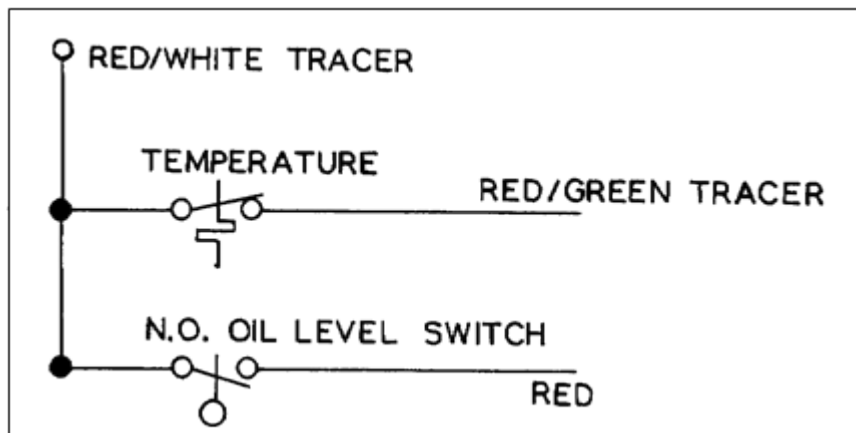 RED/WHITE TRACER
TEMPERATURE
RED/GREEN TRACER
N.O. OIL LEVEL SWITCH
RED